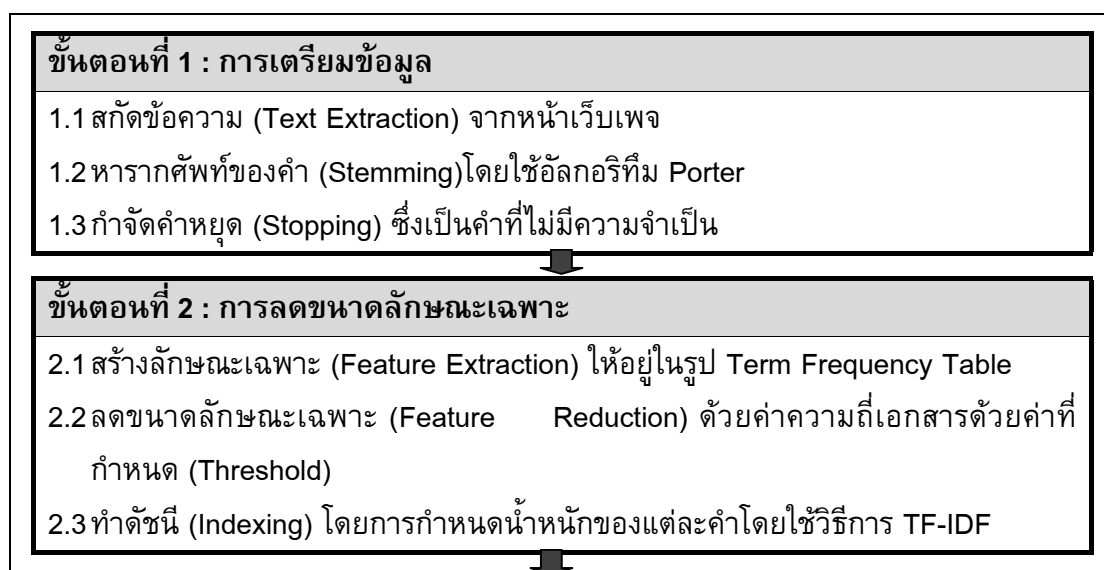 ขั้นตอนที่ 1 : การเตรียมข้อมูล
1.1 สกัดข้อความ (Text Extraction) จากหน้าเว็บเพจ
1.2 หารากศัพท์ของคำ (Stemming)โดยใช้อัลกอริทึม Porter
1.3 กำจัดคำหยุด (Stopping) ซึ่งเป็นคำที่ไม่มีความจำเป็น
ขั้นตอนที่ 2 : การลดขนาดลักษณะเฉพาะ
2.1 สร้างลักษณะเฉพาะ (Feature Extraction) ให้อยู่ในรูป Term Frequency Table
2.2 ลดขนาดลักษณะเฉพาะ (Feature Reduction) ด้วยค่าความถี่เอกสารด้วยค่าที่
กำหนด (Threshold)
2.3 ทำดัชนี (Indexing) โดยการกำหนดน้ำหนักของแต่ละคำโดยใช้วิธีการ TF-IDF